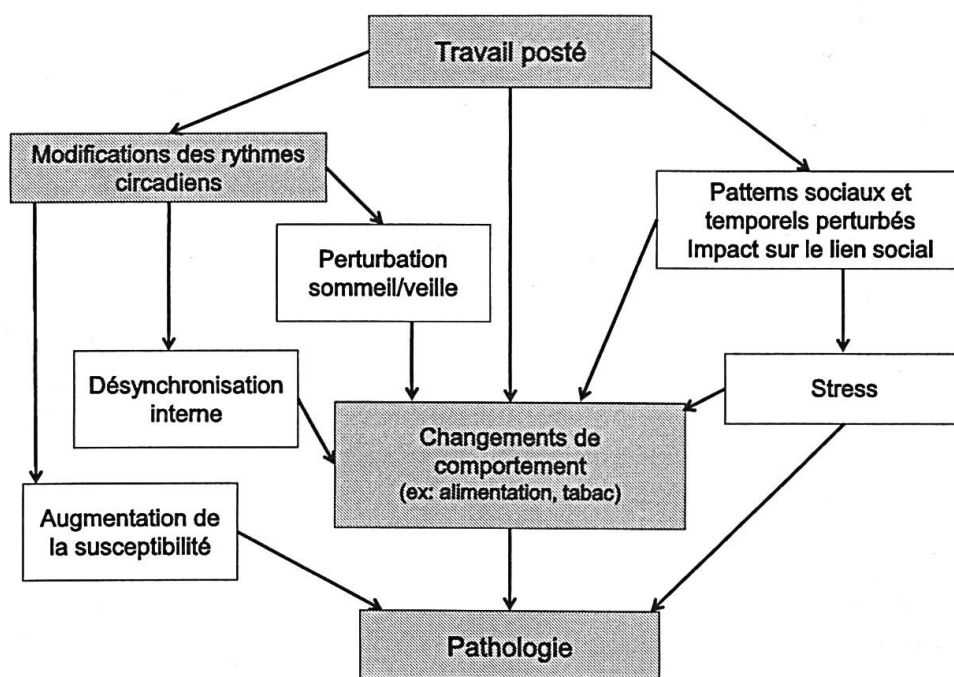 Travail posté
Modifications des rythmes
circadiens
Patterns sociaux et
temporels perturbés
Impact sur le lien social
Perturbation
sommeil/veille
Désynchronisation
interne
Stress
Changements de
comportement
(ex: alimentation, tabac)
Augmentation de
la susceptibilité
Pathologie